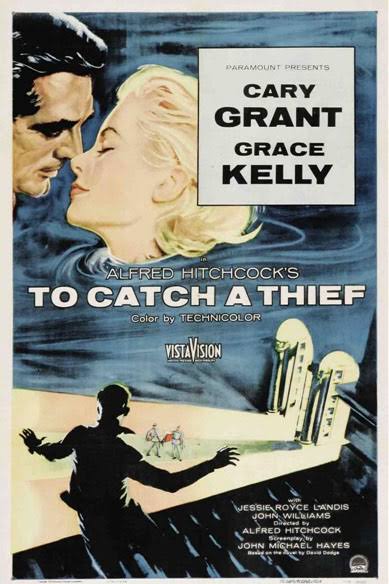 PARAMOUNT PRESENTS
CARY
GRANT
GRACE
KELLY
in
ALFRED HITCHCOCK'S
TO CATCH A THIEF
Color by TECHNICOLOR
VISTAVISION
with
JESSIE ROYCE LANDIS
JOHN WILLIAMS
Directed by
ALFRED HITCHCOCK
Screenplay by
JOHN MICHAEL HAYES
Based on the novel by David Dodge